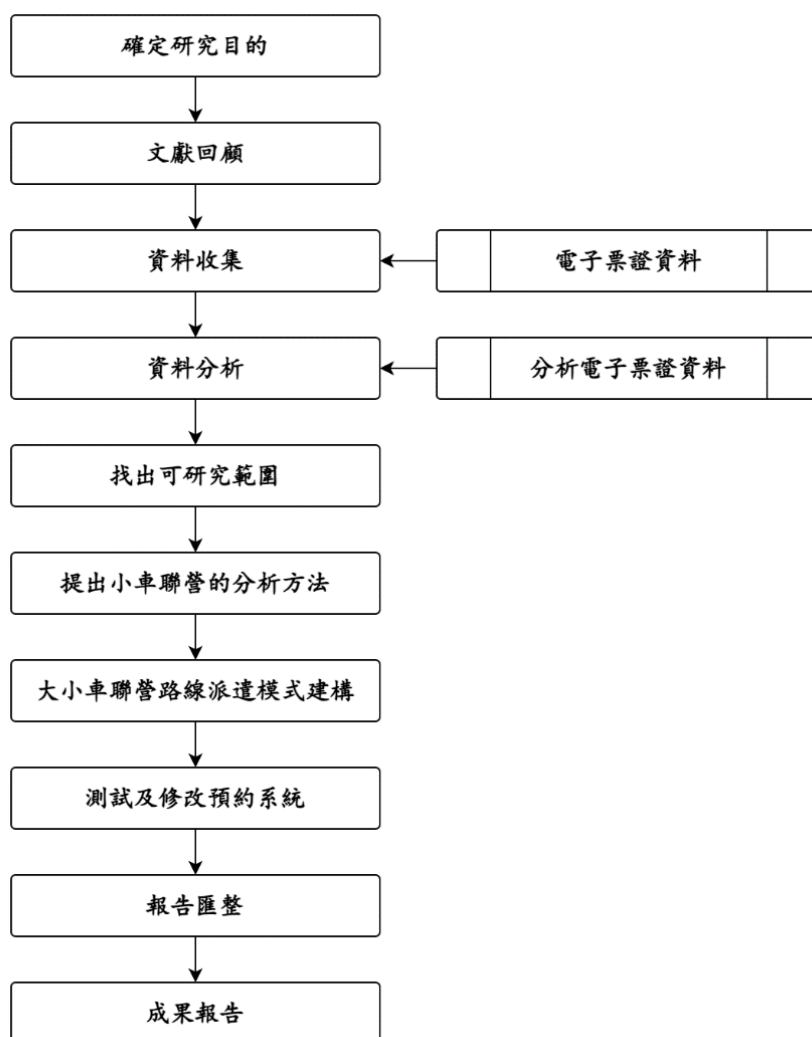 確定研究目的
文獻回顧
資料收集
電子票證資料
資料分析
分析電子票證資料
找出可研究範圍
提出小車聯營的分析方法
大小車聯營路線派遣模式建構
測試及修改預約系統
報告匯整
成果報告